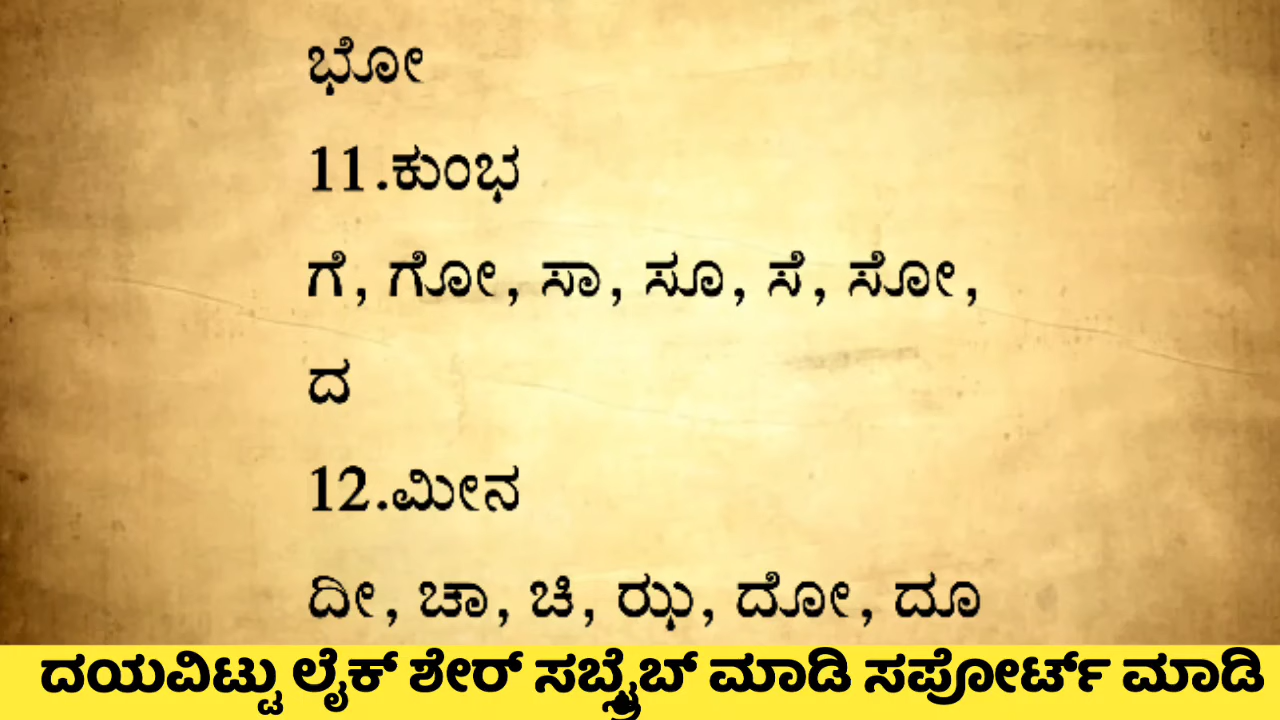 ಭೋ
11.ಕುಂಭ
ಗೆ, ಗೋ, ಸಾ, ಸೂ, ಸೆ, ಸೋ,
ದ
12.ಮೀನ
ದೀ, ಚಾ, ಚಿ, ಝ, ದೋ, ದೂ
ದಯವಿಟ್ಟು ಲೈಕ್ ಶೇರ್ ಸಬ್ಸ್ಕ್ರೈಬ್ ಮಾಡಿ ಸಪೋರ್ಟ್ ಮಾಡಿ